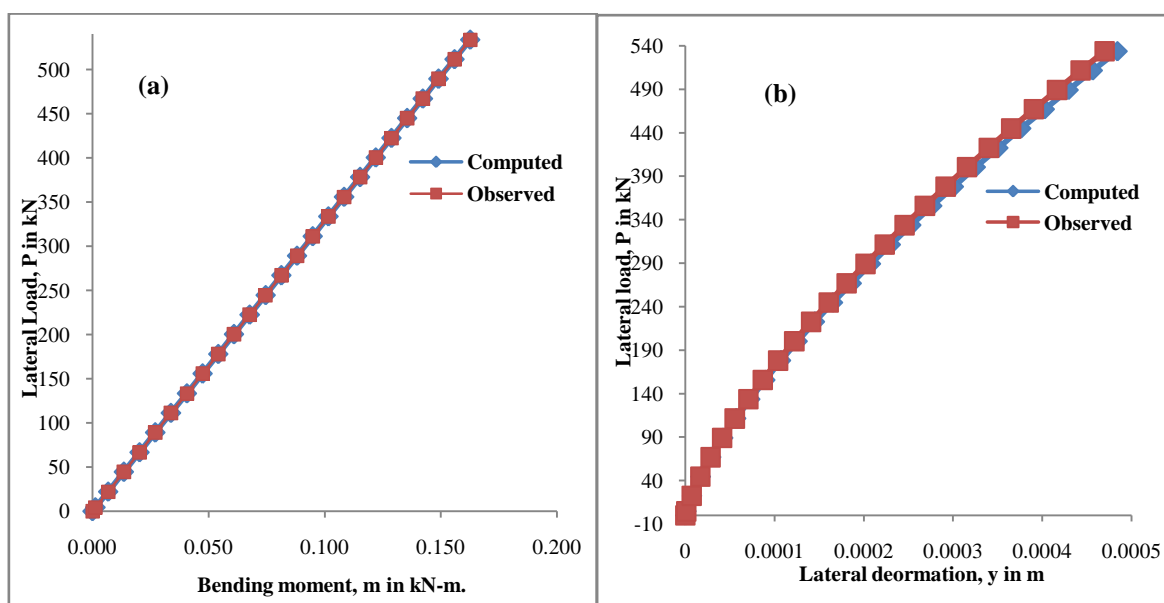 (a)
Lateral Load, P in kN
500
450
400
350
300
250
200
150
100
50
0
0.000 0.050 0.100 0.150 0.200
Bending moment, m in kN-m.
Computed
Observed
(b)
Lateral load, P in kN
540
490
440
390
340
290
240
190
140
90
40
-10
0 0.0001 0.0002 0.0003 0.0004 0.0005
Lateral deormation, y in m
Computed
Observed